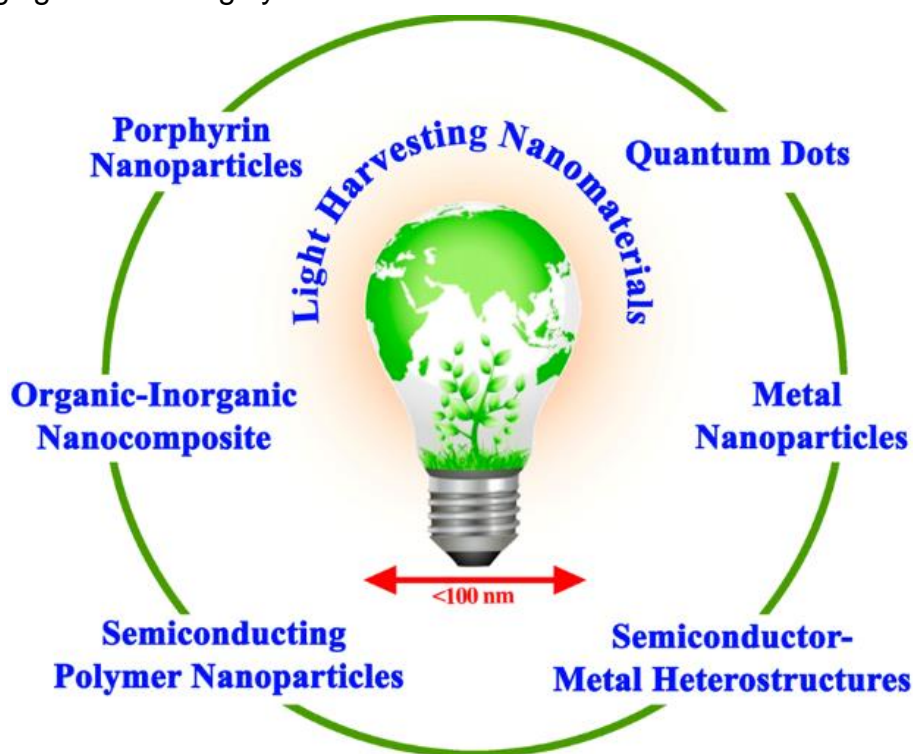 Porphyrin
Nanoparticles
Light Harvesting Nanomaterials
Quantum Dots
Organic-Inorganic
Nanocomposite
Metal
Nanoparticles
<100 nm
Semiconducting
Polymer Nanoparticles
Semiconductor-
Metal Heterostructures